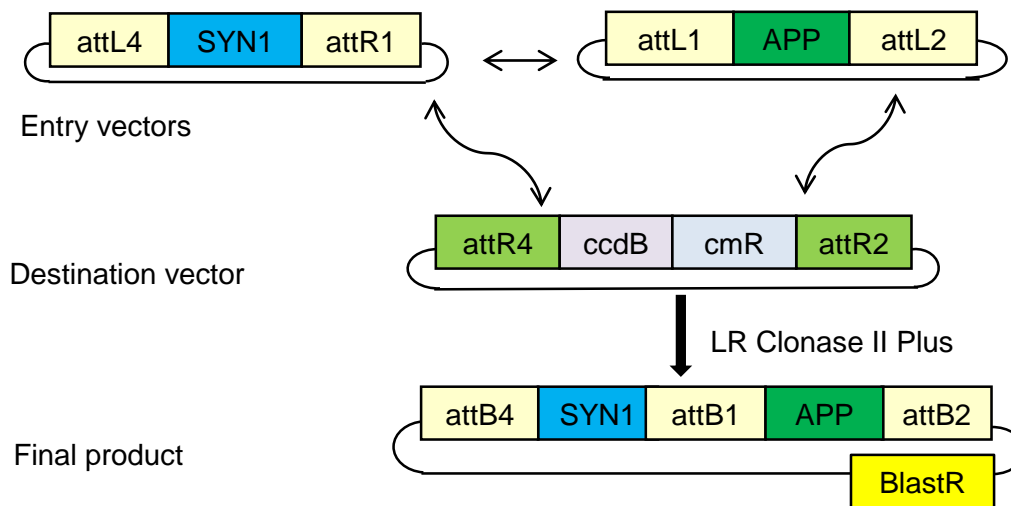 attL4 SYN1 attR1
attL1 APP attL2
Entry vectors
attR4 ccdB cmR attR2
Destination vector
LR Clonase II Plus
attB4 SYN1 attB1 APP attB2
Final product
BlastR